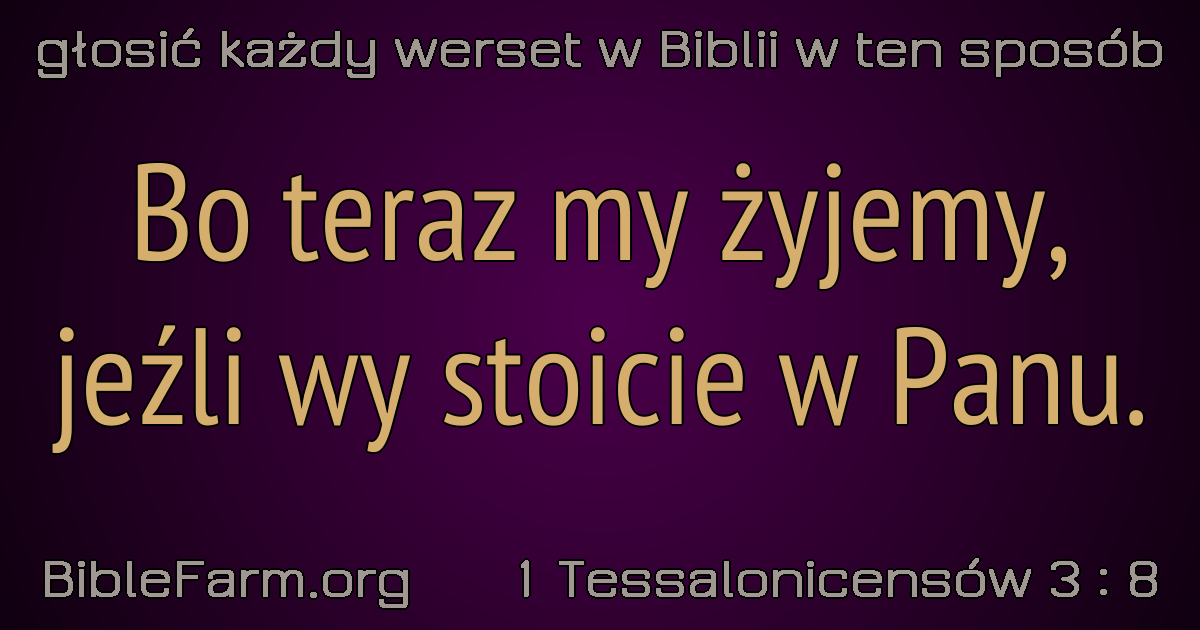 głosić każdy werset w Biblii w ten sposób
Bo teraz my żyjemy,
jeźli wy stoicie w Panu.
BibleFarm.org 1 Tessalonicensów 3 : 8